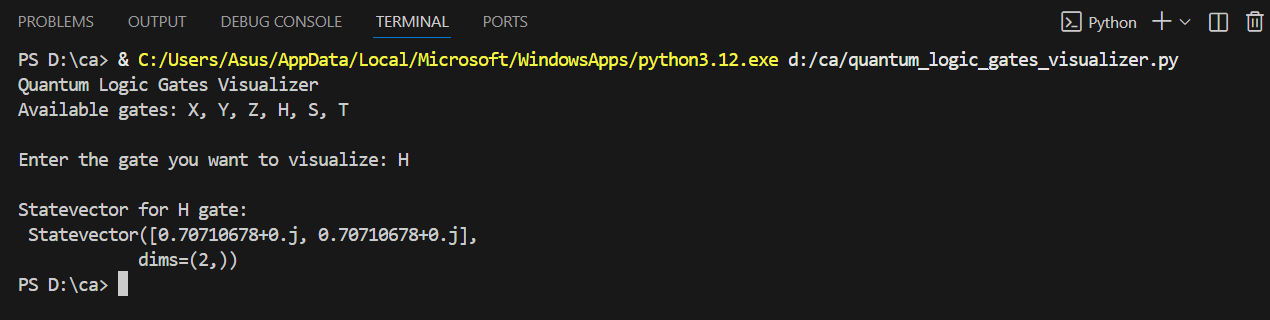 PROBLEMS OUTPUT DEBUG CONSOLE TERMINAL PORTS Python
PS D:\ca> & C:/Users/Asus/AppData/Local/Microsoft/WindowsApps/python3.12.exe d:/ca/quantum_logic_gates_visualizer.py
Quantum Logic Gates Visualizer
Available gates: X, Y, Z, H, S, T
Enter the gate you want to visualize: H
Statevector for H gate:
Statevector([0.70710678+0.j, 0.70710678+0.j],
dims=(2,))
PS D:\ca>